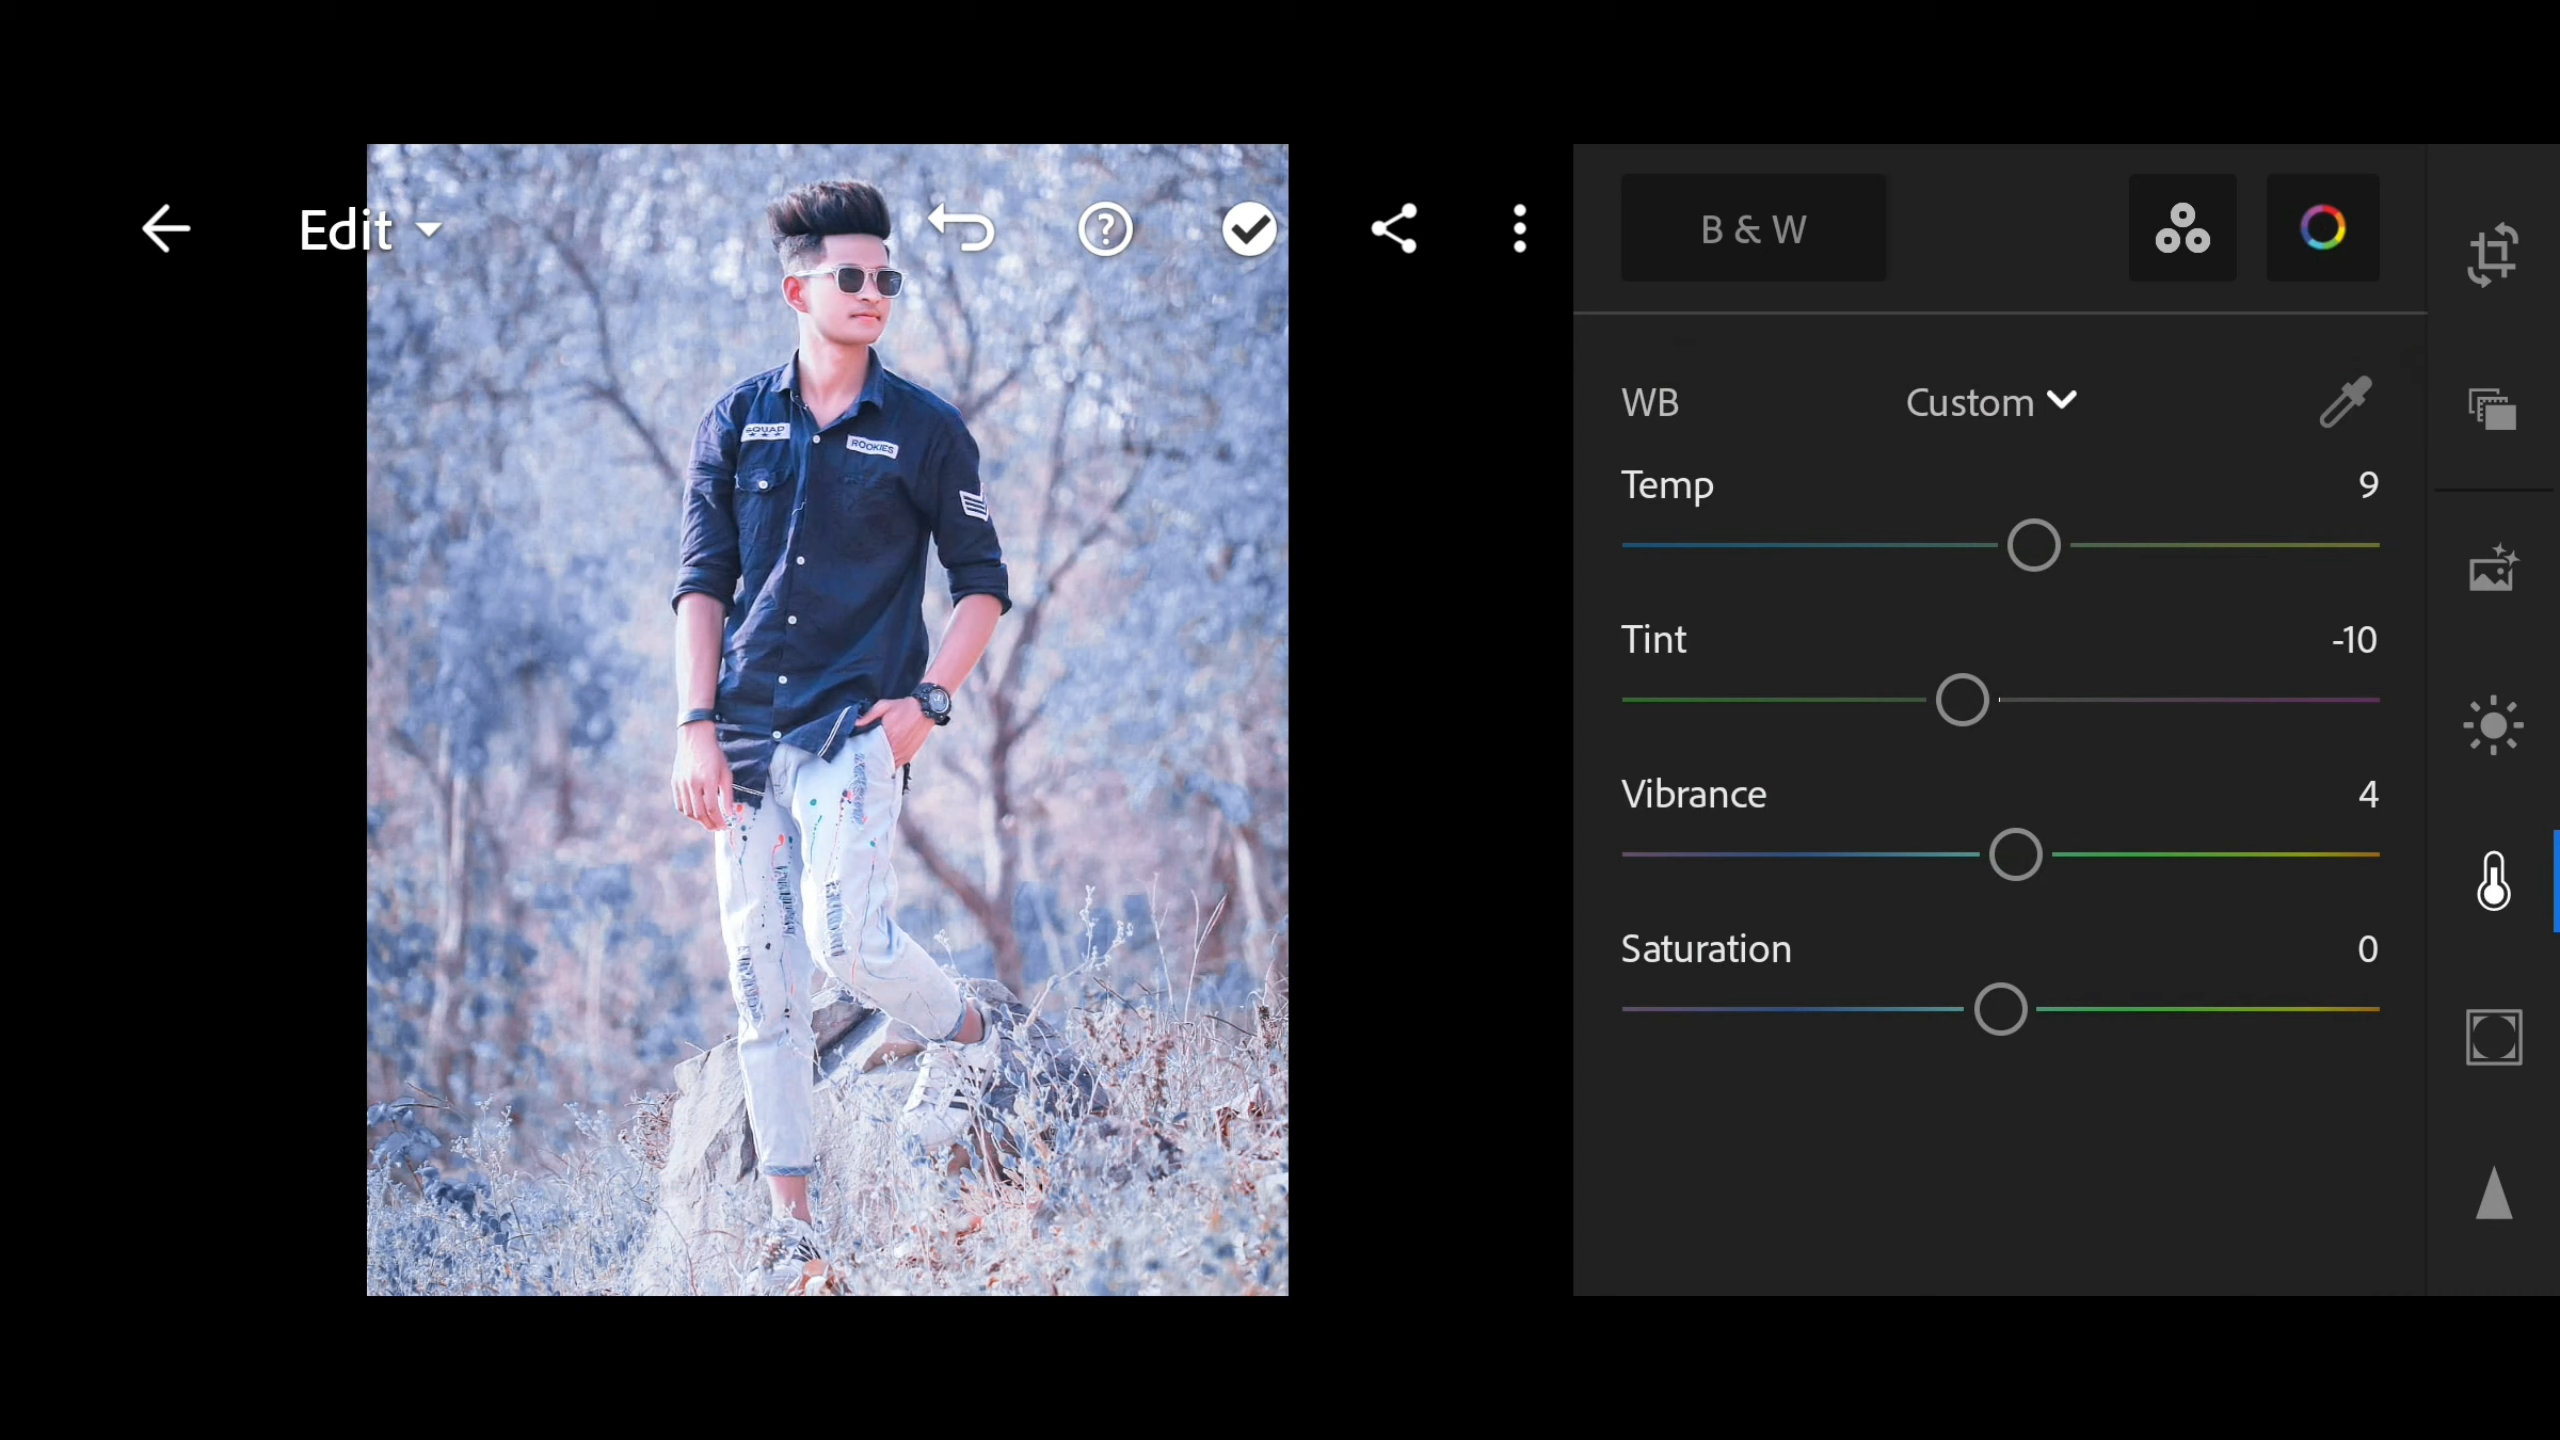 Edit
B & W
WB Custom
Temp 9
Tint -10
Vibrance 4
Saturation 0
SQUAD
ROOKIES